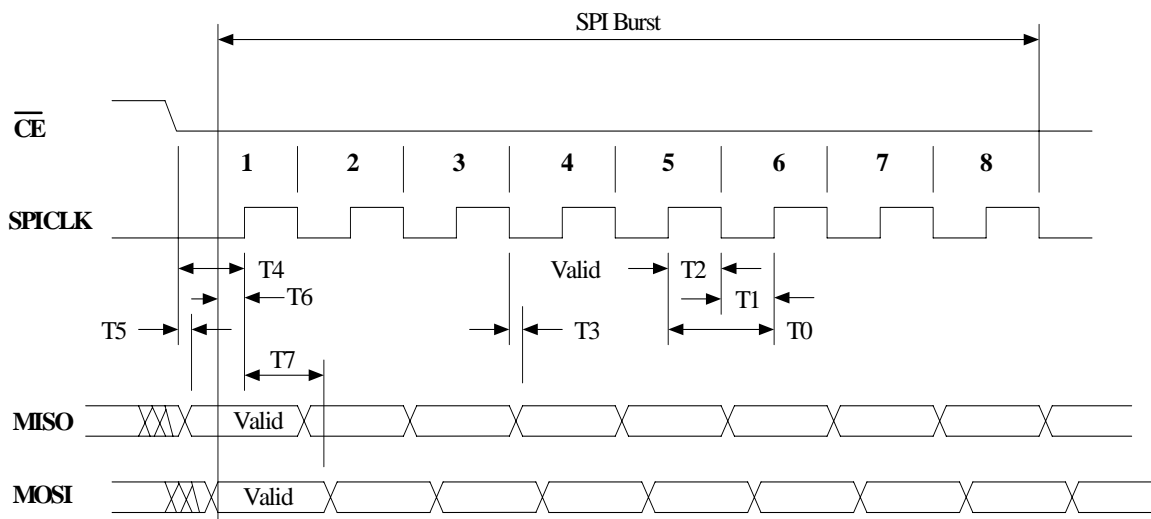 SPI Burst
CE
1 2 3 4 5 6 7 8
SPICLK
T4 Valid T2
T6 T1
T5 T3 T0
T7
MISO Valid
MOSI Valid